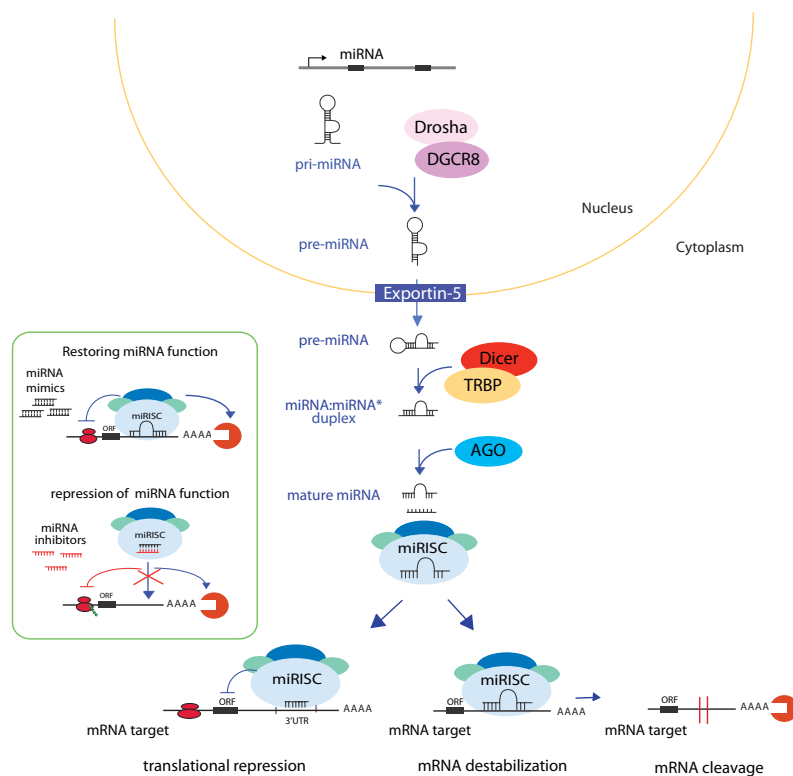 miRNA
Drosha
DGCR8
pri-miRNA
Nucleus
pre-miRNA
Cytoplasm
Exportin-5
pre-miRNA
Dicer
TRBP
miRNA:miRNA*
duplex
AGO
mature miRNA
miRISC
Restoring miRNA function
miRNA
mimics
miRISC
ORF
AAAA
repression of miRNA function
miRNA
inhibitors
miRISC
ORF
AAAA
miRISC
ORF
AAAA
3'UTR
mRNA target
translational repression
miRISC
ORF
AAAA
mRNA target
mRNA destabilization
ORF
AAAA
mRNA target
mRNA cleavage